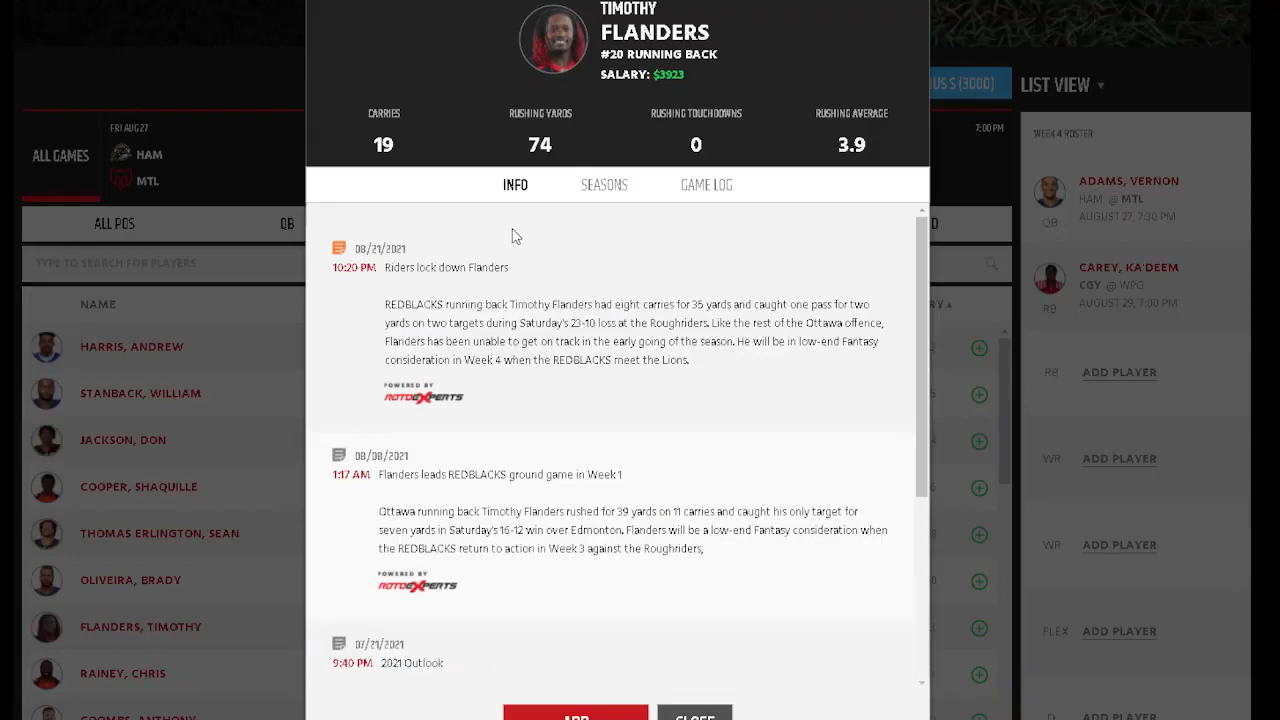 TIMOTHY
FLANDERS
#20 RUNNING BACK
SALARY: $3923
CARRIES
RUSHING YARDS
RUSHING TOUCHDOWNS
RUSHING AVERAGE
19
74
0
3.9
INFO
SEASONS
GAME LOG
08/21/2021
10:20 PM Riders lock down Flanders
REDBLACKS running back Timothy Flanders had eight carries for 35 yards and caught one pass for two
yards on two targets during Saturday's 23-10 loss at the Roughriders. Like the rest of the Ottawa offence,
Flanders has been unable to get on track in the early going of the season. He will be in low-end Fantasy
consideration in Week 4 when the REDBLACKS meet the Lions.
POWERED BY
ROTOEXPERTS
08/08/2021
1:17 AM Flanders leads REDBLACKS ground game in Week 1
Ottawa running back Timothy Flanders rushed for 39 yards on 11 carries and caught his only target for
seven yards in Saturday's 16-12 win over Edmonton. Flanders will be a low-end Fantasy consideration when
the REDBLACKS return to action in Week 3 against the Roughriders,
POWERED BY
ROTOEXPERTS
07/21/2021
9:40 PM 2021 Outlook
ADD
CLOSE
ALL GAMES
FRI AUG 27
HAM
MTL
7:00 PM
ALL POS
QB
D
TYPE TO SEARCH FOR PLAYERS
NAME
HARRIS, ANDREW
STANBACK, WILLIAM
JACKSON, DON
COOPER, SHAQUILLE
THOMAS ERLINGTON, SEAN
OLIVEIRA, BRADY
FLANDERS, TIMOTHY
RAINEY, CHRIS
COOMBS, ANTHONY
US $ (3000)
LIST VIEW
WEEK 4 ROSTER
ADAMS, VERNON
HAM @ MTL
AUGUST 27, 7:30 PM
QB
CAREY, KA'DEEM
CGY @ WPG
AUGUST 29, 7:00 PM
RB
RB ADD PLAYER
WR ADD PLAYER
WR ADD PLAYER
FLEX ADD PLAYER
D ADD PLAYER